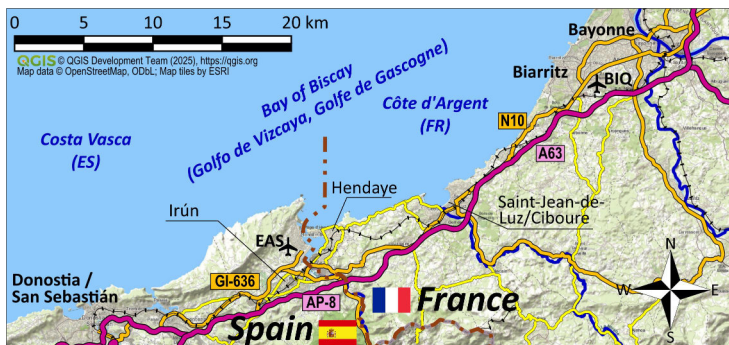 0 5 10 15 20 km
QGIS © QGIS Development Team (2025), https://qgis.org
Map data © OpenStreetMap, ODbL; Map tiles by ESRI
Bayonne
Biarritz
BIQ
Bay of Biscay
(Golfo de Vizcaya, Golfe de Gascogne)
Côte d'Argent
(FR)
Costa Vasca
(ES)
N10
A63
Hendaye
Irún
Saint-Jean-de-
Luz/Ciboure
EAS
GI-636
Donostia /
San Sebastián
AP-8
France
Spain
N
W E
S